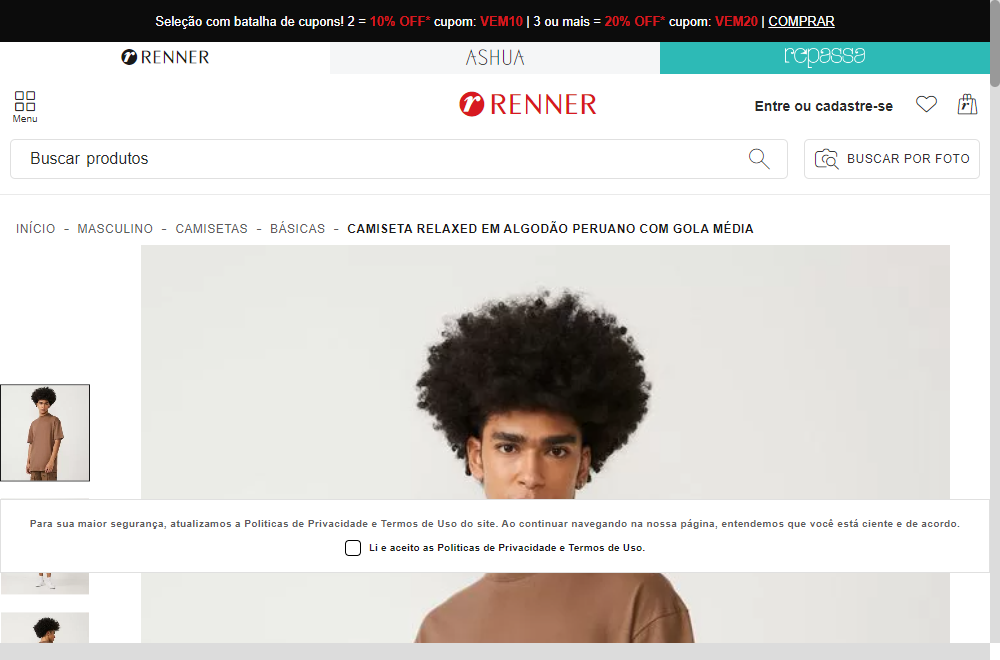 Seleção com batalha de cupons! 2 = 10% OFF* cupom: VEM10 | 3 ou mais = 20% OFF* cupom: VEM20 | COMPRAR
RENNER
ASHUA
repassa
Menu
RENNER
Entre ou cadastre-se
Buscar produtos
BUSCAR POR FOTO
INÍCIO - MASCULINO - CAMISETAS - BÁSICAS - CAMISETA RELAXED EM ALGODÃO PERUANO COM GOLA MÉDIA
Para sua maior segurança, atualizamos a Políticas de Privacidade e Termos de Uso do site. Ao continuar navegando na nossa página, entendemos que você está ciente e de acordo.
Li e aceito as Políticas de Privacidade e Termos de Uso.